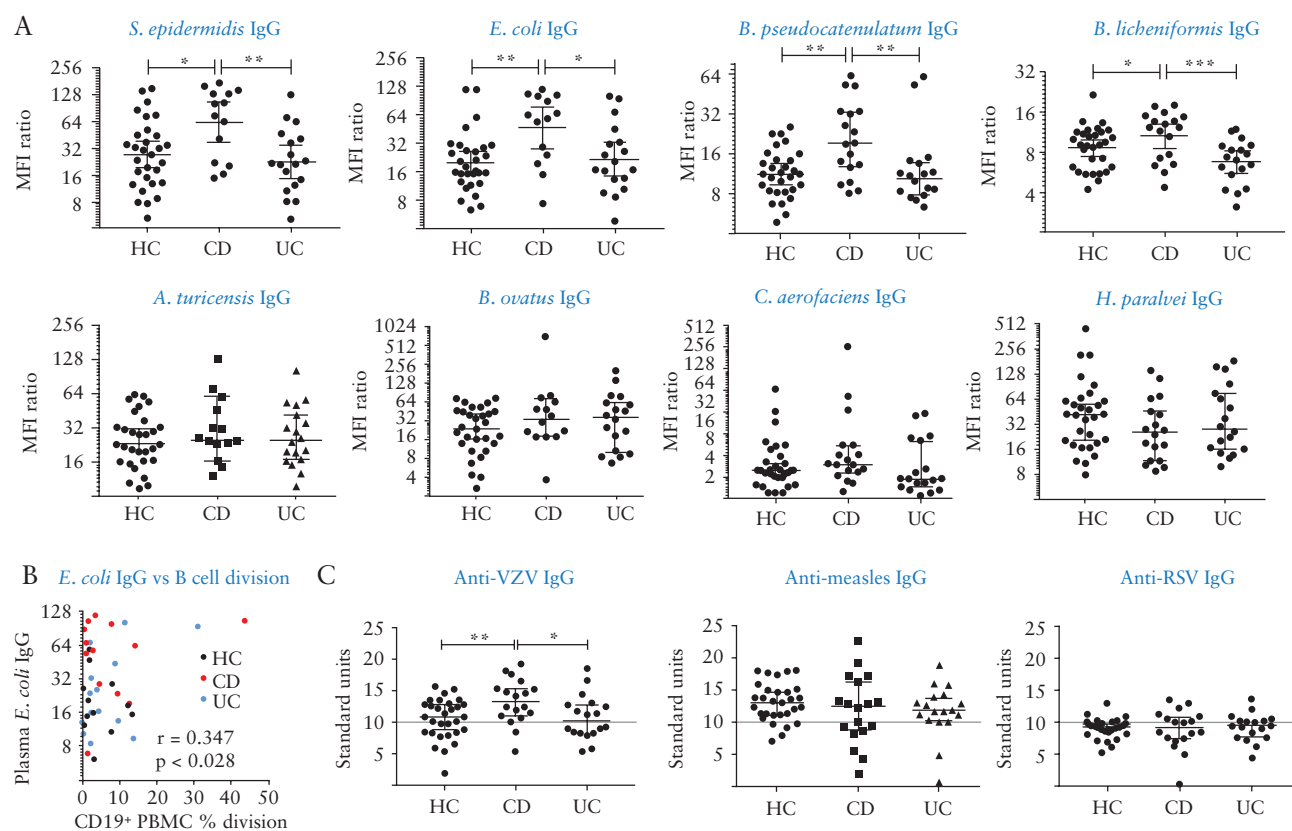 A
S. epidermidis IgG
E. coli IgG
B. pseudocatenulatum IgG
B. licheniformis IgG
* **
** *
** **
* ***
MFI ratio
256
128
64
32
16
8
HC CD UC
MFI ratio
256
128
64
32
16
8
HC CD UC
MFI ratio
64
32
16
8
HC CD UC
MFI ratio
32
16
8
4
HC CD UC
A. turicensis IgG
B. ovatus IgG
C. aerofaciens IgG
H. paralvei IgG
MFI ratio
256
128
64
32
16
HC CD UC
MFI ratio
1024
512
256
128
64
32
16
8
4
HC CD UC
MFI ratio
512
256
128
64
32
16
8
4
2
HC CD UC
MFI ratio
512
256
128
64
32
16
8
HC CD UC
B
E. coli IgG vs B cell division
Plasma E. coli IgG
128
64
32
16
8
HC
CD
UC
r = 0.347
p < 0.028
0 10 20 30 40 50
CD19+ PBMC % division
C
Anti-VZV IgG
Anti-measles IgG
Anti-RSV IgG
** *
Standard units
25
20
15
10
5
HC CD UC
Standard units
25
20
15
10
5
HC CD UC
Standard units
25
20
15
10
5
HC CD UC